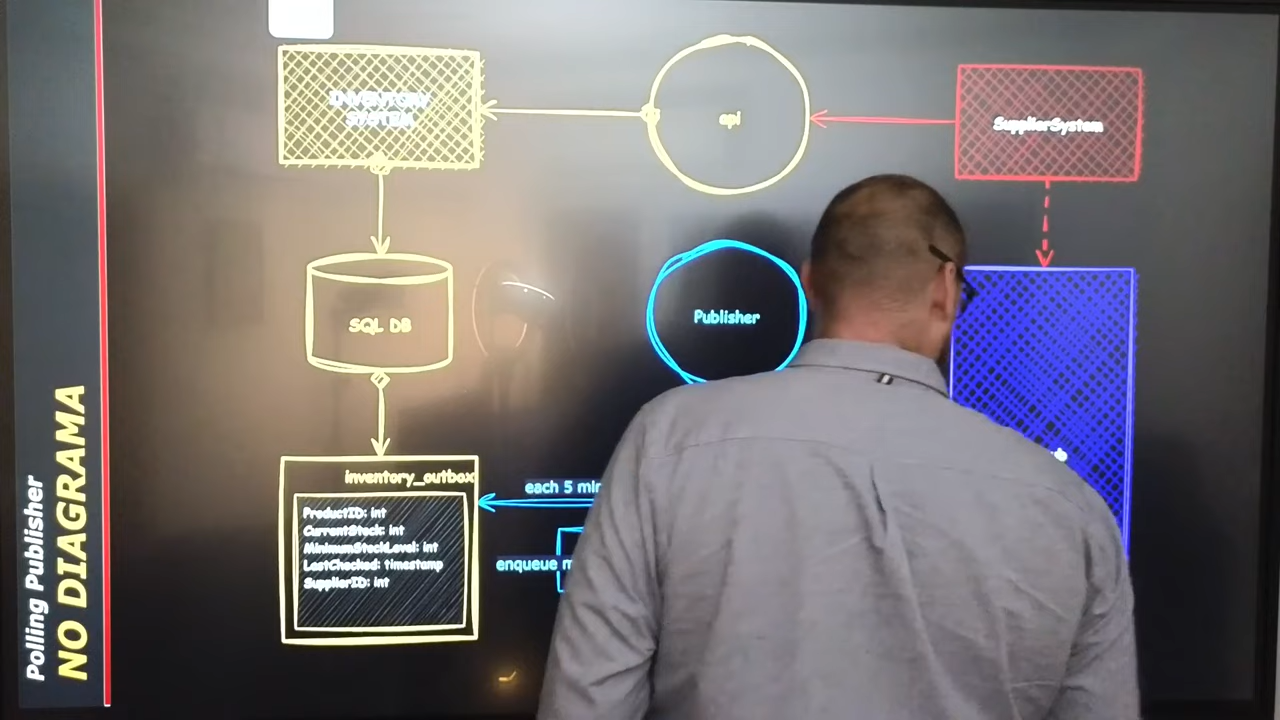 Polling Publisher
NO DIAGRAMA
INVENTORY
SYSTEM
api
SupplierSystem
SQL DB
Publisher
inventory_outbox
ProductID: int
CurrentStock: int
MinimumStockLevel: int
LastChecked: timestamp
SupplierID: int
each 5
enqueue